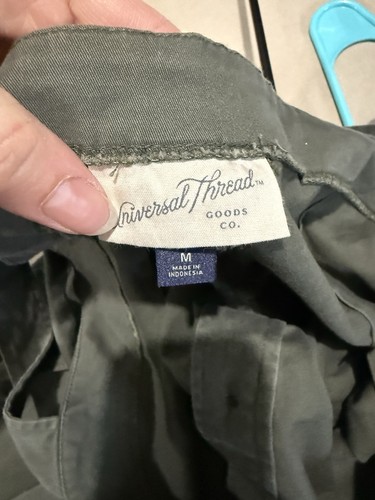 Universal Thread™
GOODS
CO.
M
MADE IN
INDONESIA